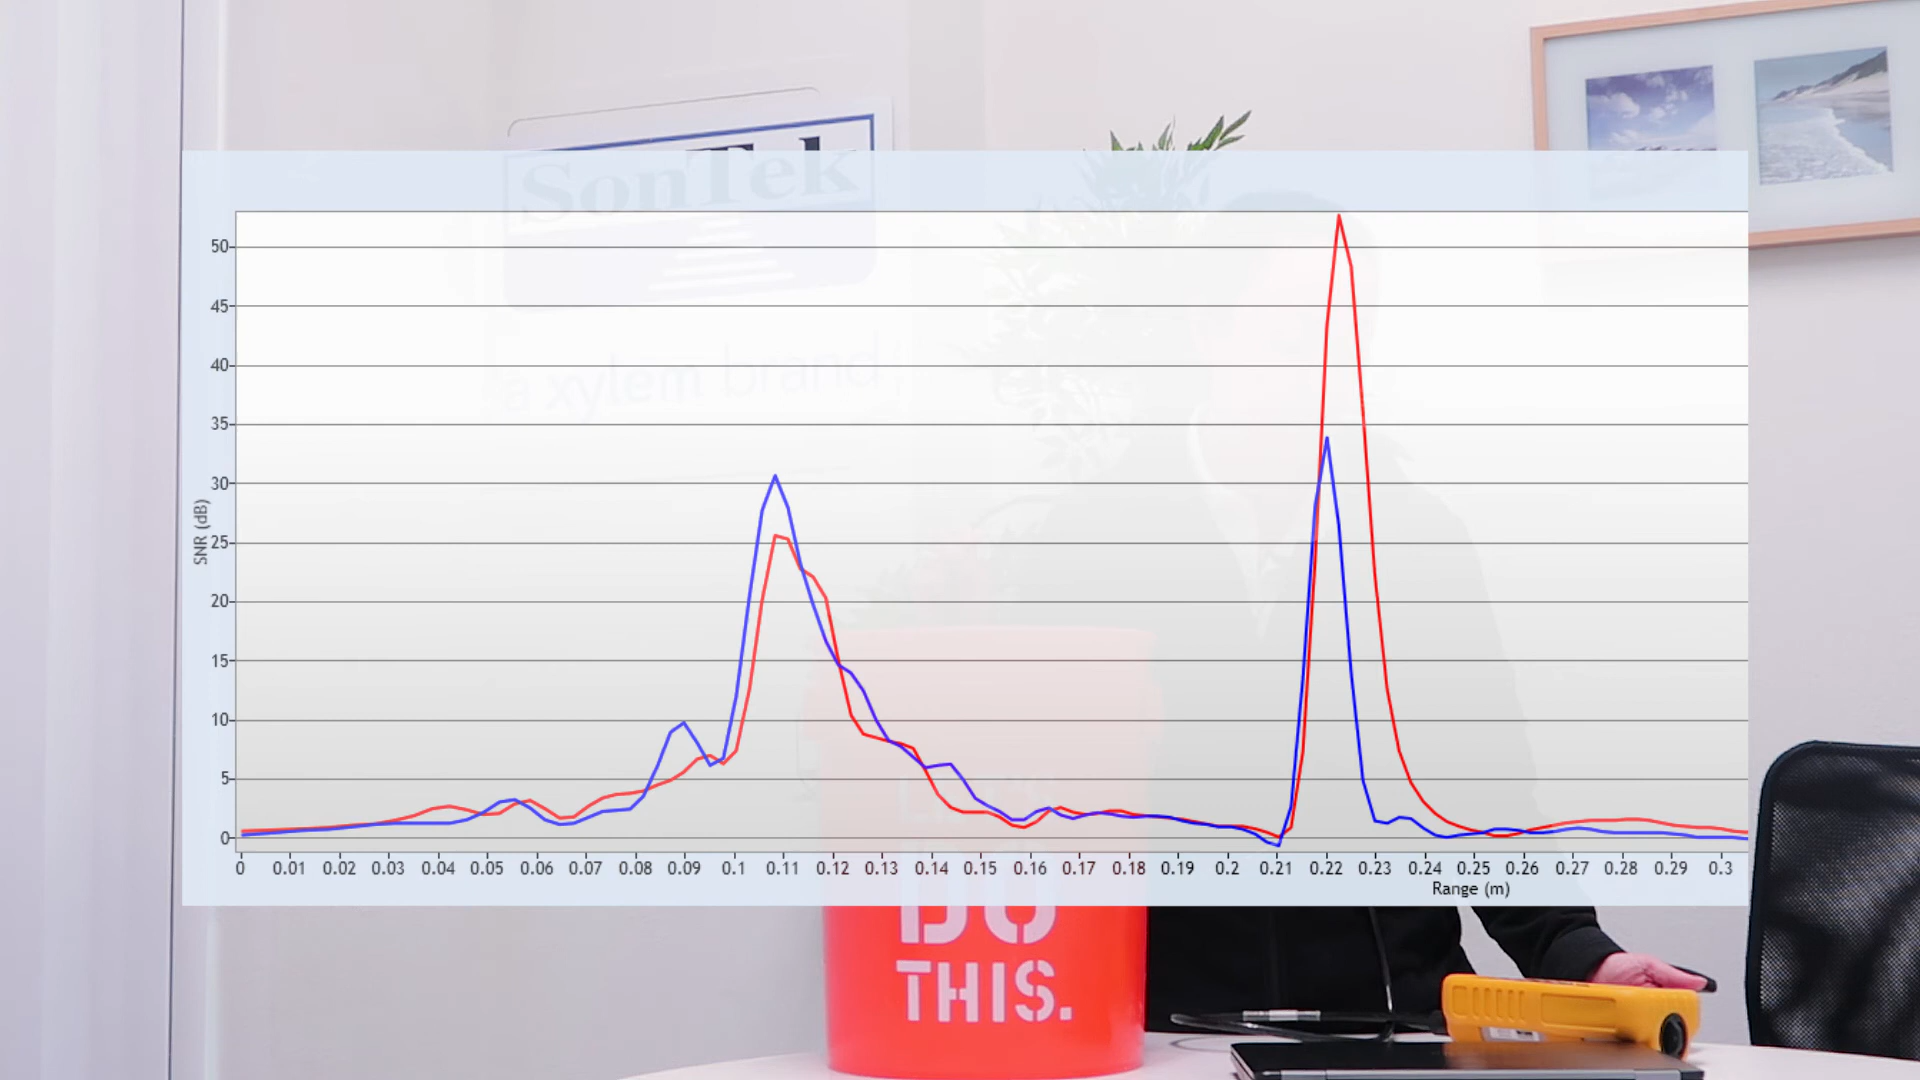 SonTek
a xylem brand
50
45
40
35
30
25
20
15
10
5
0
SNR (dB)
0 0.01 0.02 0.03 0.04 0.05 0.06 0.07 0.08 0.09 0.1 0.11 0.12 0.13 0.14 0.15 0.16 0.17 0.18 0.19 0.2 0.21 0.22 0.23 0.24 0.25 0.26 0.27 0.28 0.29 0.3
Range (m)
DO
THIS.